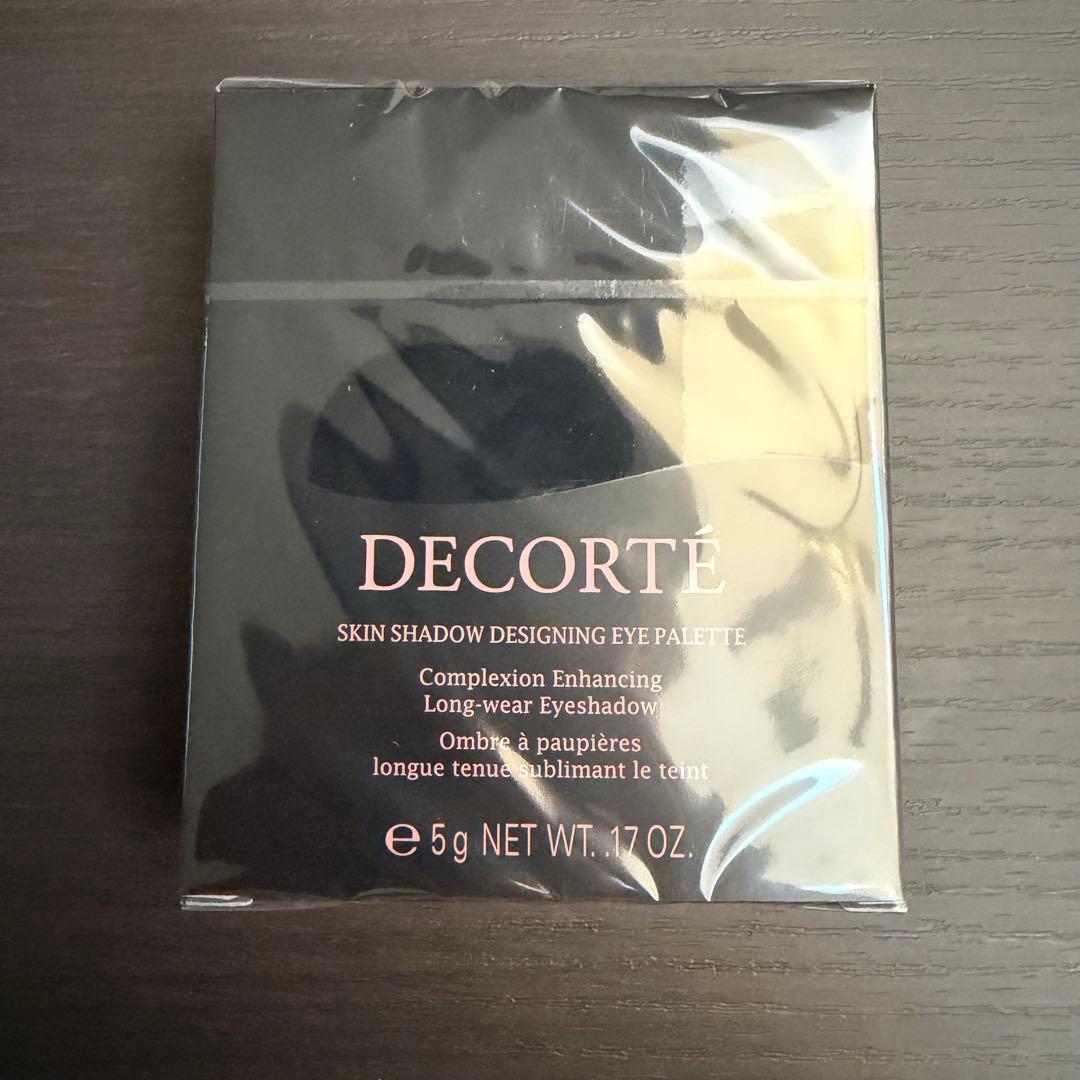 DECORTÉ
SKIN SHADOW DESIGNING EYE PALETTE
Complexion Enhancing
Long-wear Eyeshadow
Ombre à paupières
longue tenue sublimant le teint
℮ 5g NET WT. .17 OZ.